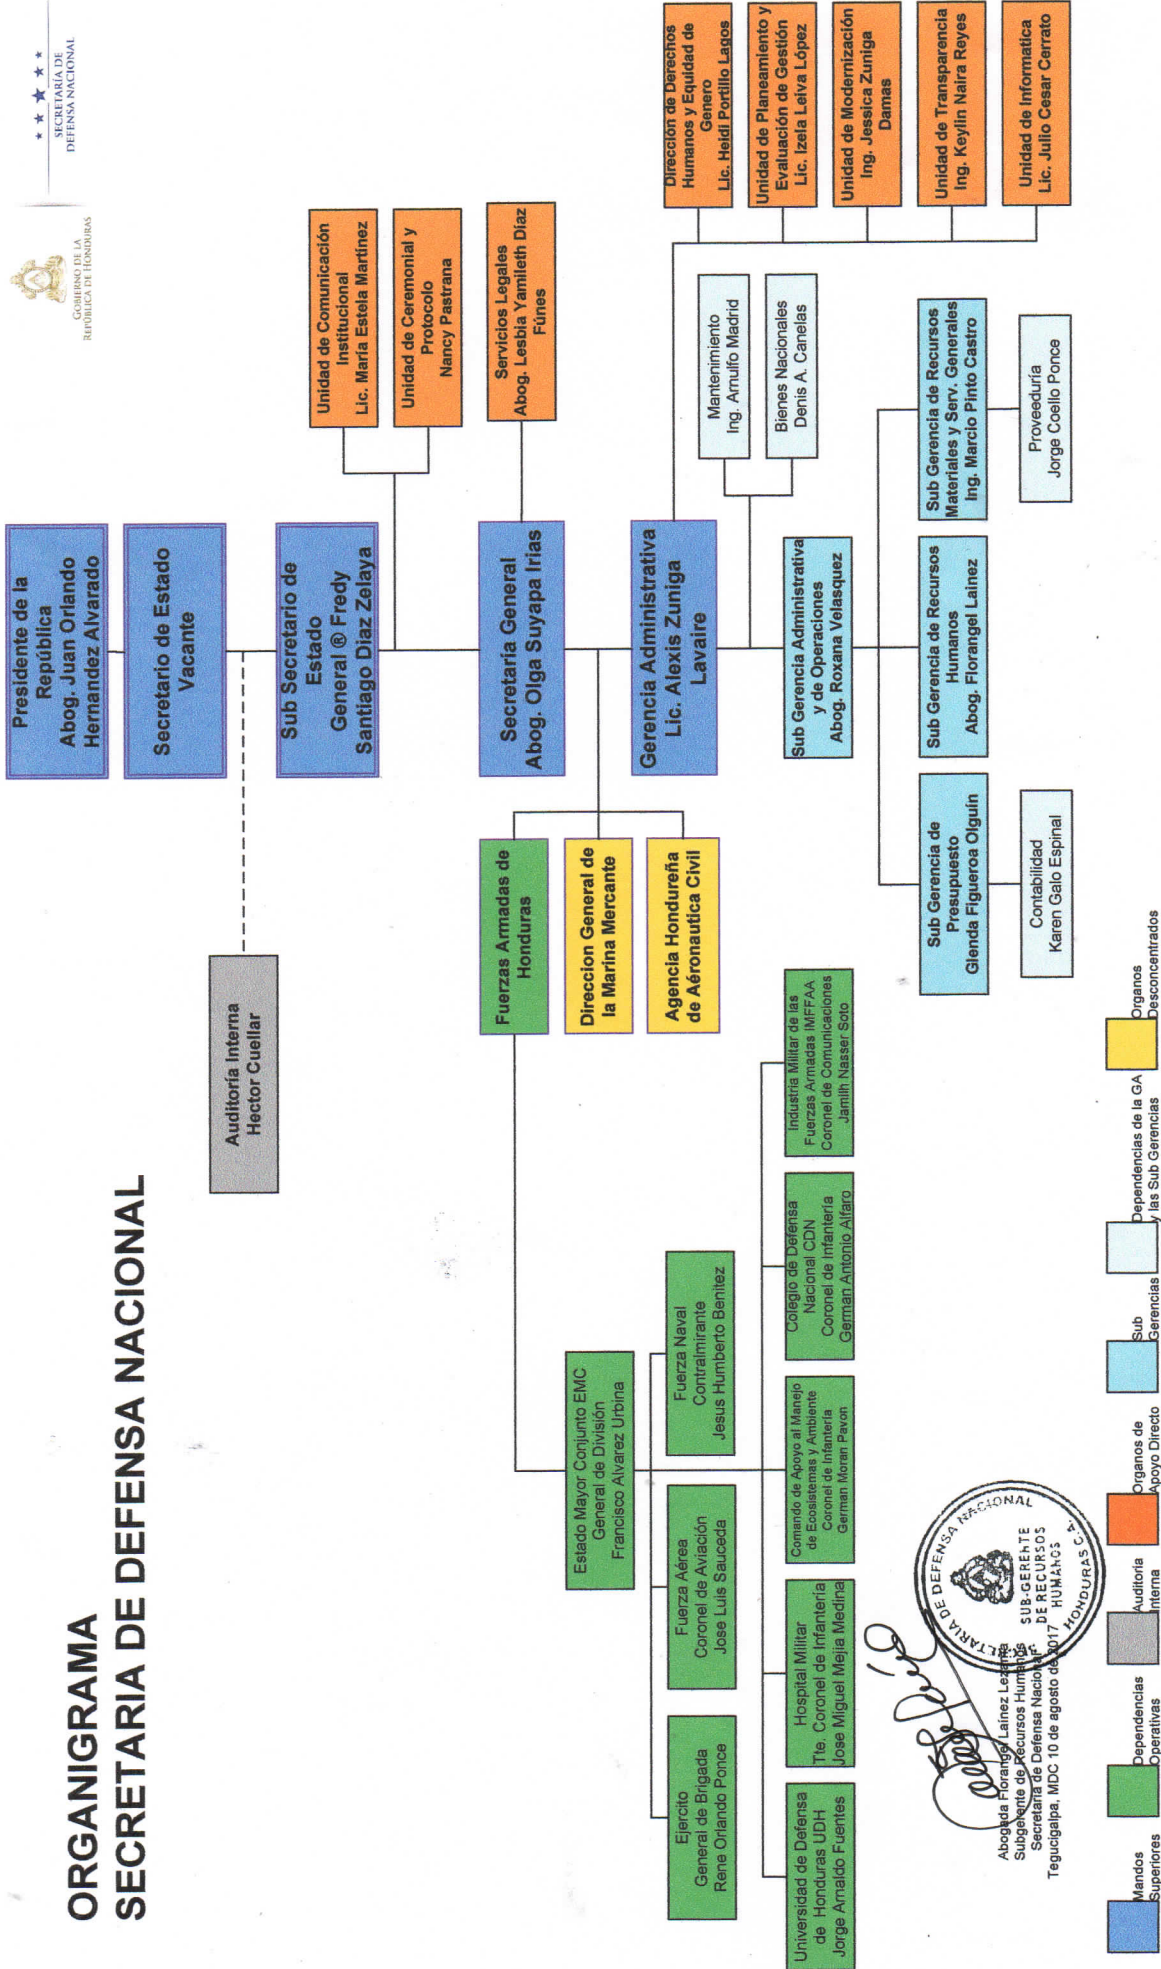 ORGANIGRAMA
SECRETARIA DE DEFENSA NACIONAL
GOBIERNO DE LA
REPÚBLICA DE HONDURAS
SECRETARÍA DE
DEFENSA NACIONAL
Presidente de la
República
Abog. Juan Orlando
Hernandez Alvarado
Secretario de Estado
Vacante
Auditoría Interna
Hector Cuellar
Sub Secretario de
Estado
General ® Fredy
Santiago Diaz Zelaya
Unidad de Comunicación
Institucional
Lic. María Estela Martínez
Unidad de Ceremonial y
Protocolo
Nancy Pastrana
Secretaria General
Abog. Olga Suyapa Irias
Servicios Legales
Abog. Lesbia Yamileth Diaz
Fúnes
Fuerzas Armadas de
Honduras
Direccion General de
la Marina Mercante
Agencia Hondureña
de Aéronautica Civil
Gerencia Administrativa
Lic. Alexis Zuniga
Lavaire
Dirección de Derechos
Humanos y Equidad de
Genero
Lic. Heidi Portillo Lagos
Unidad de Planeamiento y
Evaluación de Gestión
Lic. Izela Leiva López
Unidad de Modernización
Ing. Jessica Zuniga
Damas
Unidad de Transparencia
Ing. Keylin Naira Reyes
Unidad de Informatica
Lic. Julio Cesar Cerrato
Mantenimiento
Ing. Arnulfo Madrid
Bienes Nacionales
Denis A. Canelas
Sub Gerencia Administrativa
y de Operaciones
Abog. Roxana Velasquez
Sub Gerencia de
Presupuesto
Glenda Figueroa Olguín
Sub Gerencia de Recursos
Humanos
Abog. Florangel Lainez
Sub Gerencia de Recursos
Materiales y Serv. Generales
Ing. Marcio Pinto Castro
Contabilidad
Karen Galo Espinal
Proveeduría
Jorge Coello Ponce
Estado Mayor Conjunto EMC
General de División
Francisco Alvarez Urbina
Ejercito
General de Brigada
Rene Orlando Ponce
Fuerza Aérea
Coronel de Aviación
Jose Luis Sauceda
Fuerza Naval
Contralmirante
Jesus Humberto Benitez
Universidad de Defensa
de Honduras UDH
Jorge Arnaldo Fuentes
Hospital Militar
Tte. Coronel de Infantería
Jose Miguel Mejia Medina
Comando de Apoyo al Manejo
de Ecosistemas y Ambiente
Coronel de Infantería
German Moran Pavon
Colegio de Defensa
Nacional CDN
Coronel de Infantería
German Antonio Alfaro
Industria Militar de las
Fuerzas Armadas IMFFAA
Coronel de Comunicaciones
Jamilh Nasser Soto
Abogada Florangel Laínez Lezama
Subgerente de Recursos Humanos
Secretaría de Defensa Nacional
Tegucigalpa, MDC 10 de agosto de 2017
SECRETARIA DE DEFENSA NACIONAL
SUB-GERENTE
DE RECURSOS
HUMANOS
HONDURAS C.A.
Mandos
Superiores
Dependencias
Operativas
Auditoria
Interna
Organos de
Apoyo Directo
Sub
Gerencias
Dependencias de la GA
y las Sub Gerencias
Organos
Desconcentrados